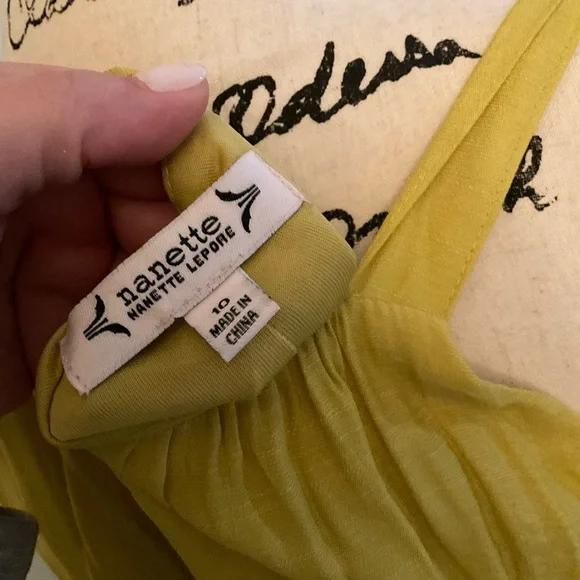 Odessa
nanette
NANETTE LEPORE
10
MADE IN
CHINA